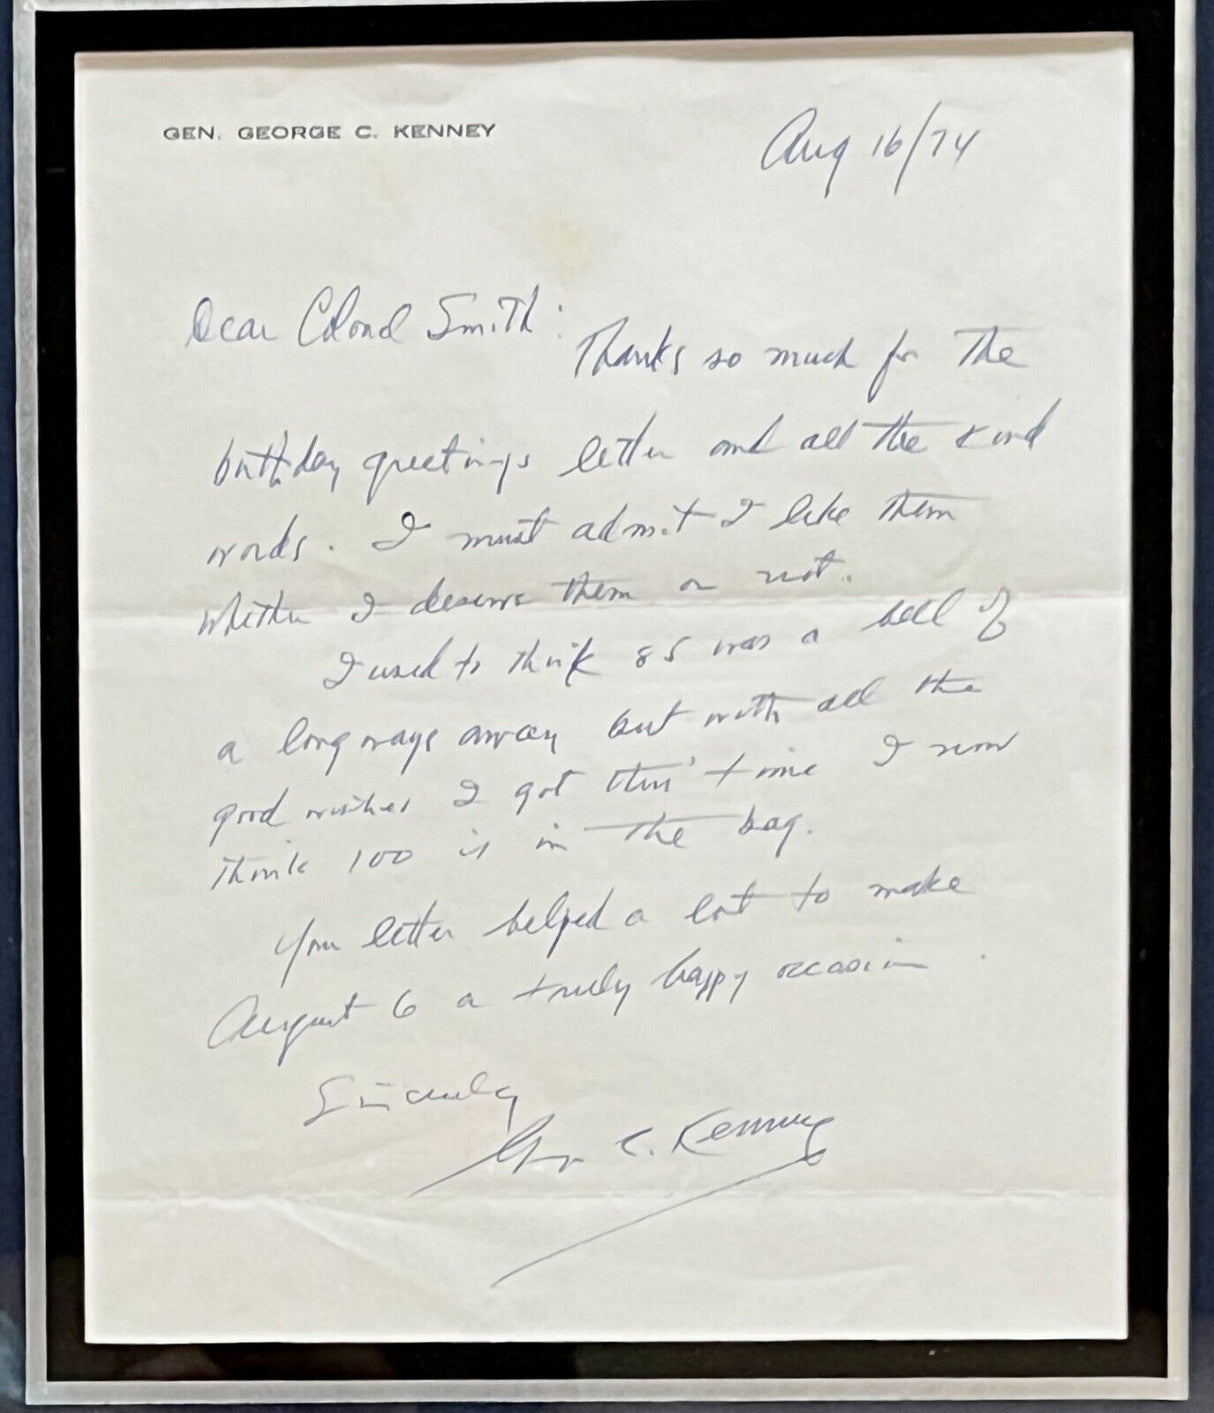 GEN. GEORGE C. KENNEY
Aug 16/74
Dear Colonel Smith:
Thanks so much for the
birthday greetings letter and all the kind
words. I must admit I like them
whether I deserve them or not.
I used to think 85 was a hell of
a long ways away but with all the
good wishes I got this time I now
think 100 is in the bag.
Your letter helped a lot to make
August 6 a truly happy occasion.
Sincerely
Geo. C. Kenney